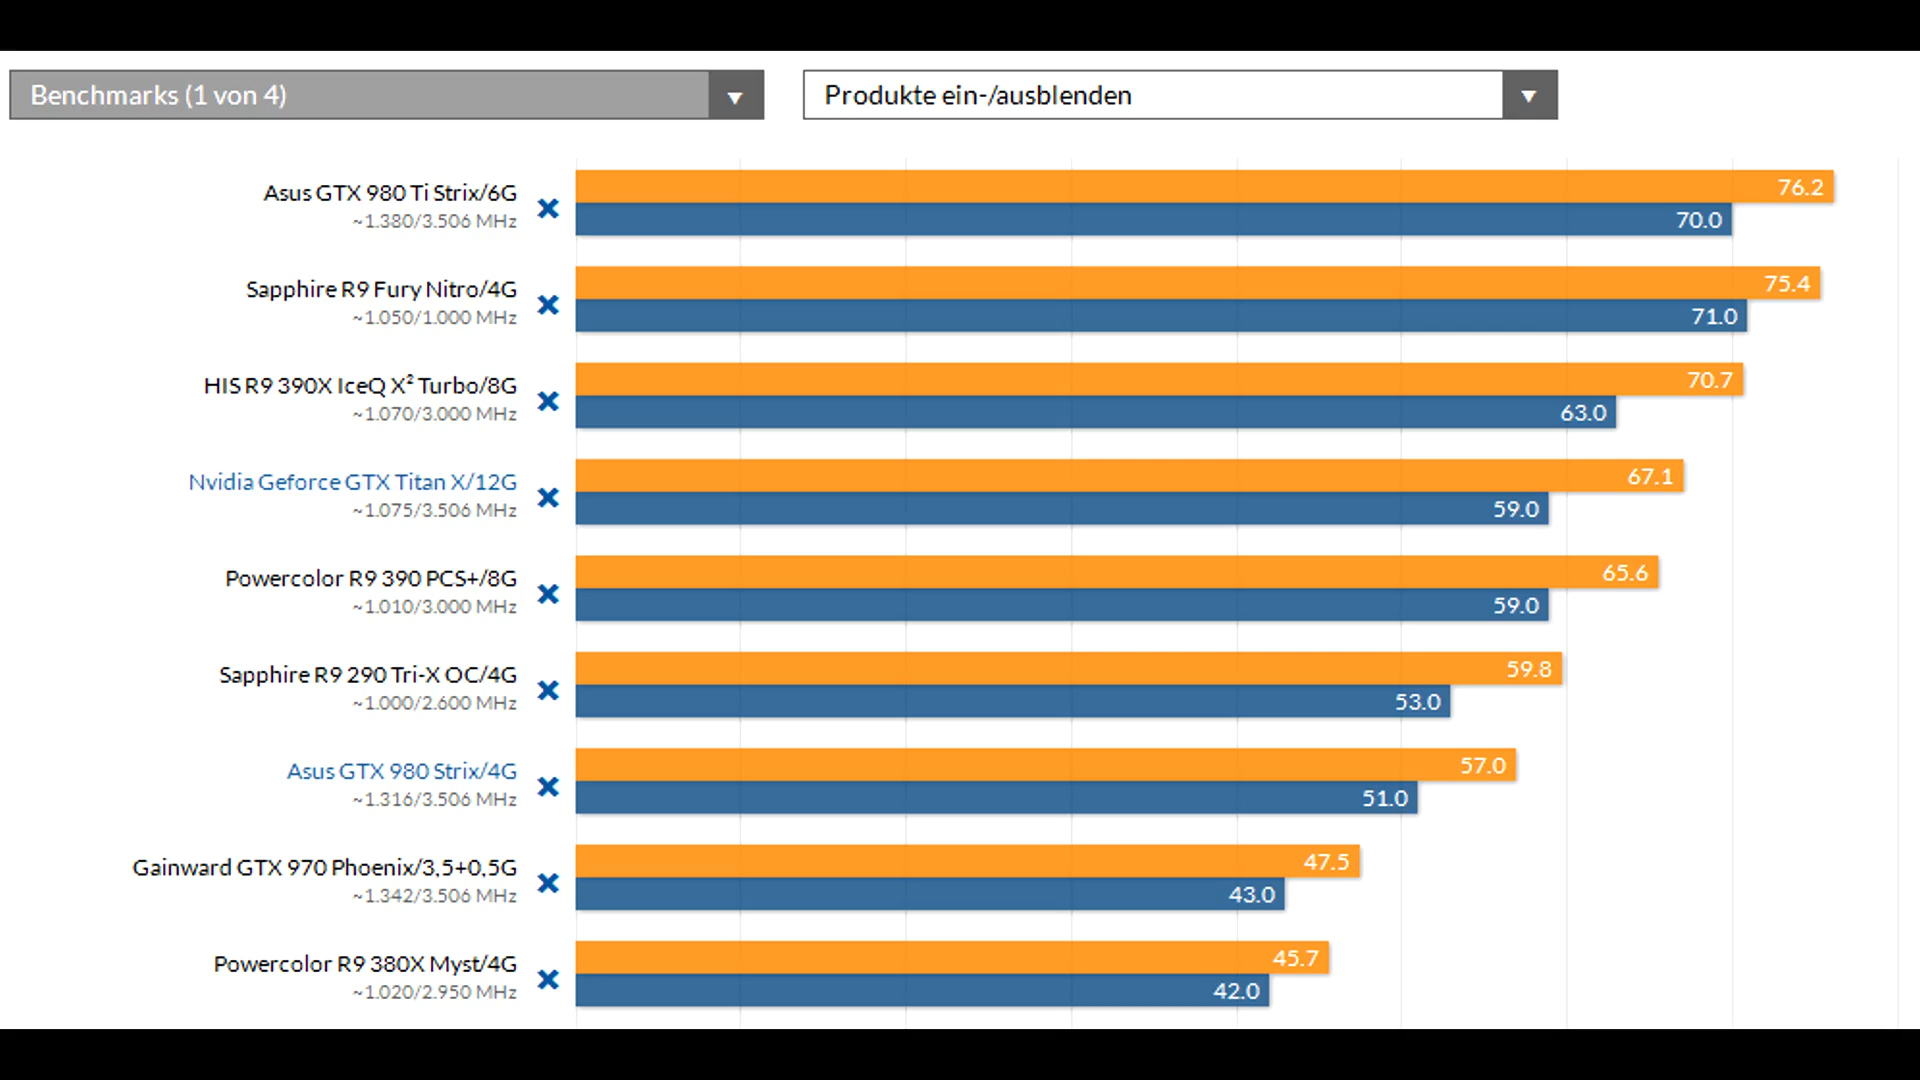 Benchmarks (1 von 4)
Produkte ein-/ausblenden
Asus GTX 980 Ti Strix/6G
~1.380/3.506 MHz
76.2
70.0
Sapphire R9 Fury Nitro/4G
~1.050/1.000 MHz
75.4
71.0
HIS R9 390X IceQ X² Turbo/8G
~1.070/3.000 MHz
70.7
63.0
Nvidia Geforce GTX Titan X/12G
~1.075/3.506 MHz
67.1
59.0
Powercolor R9 390 PCS+/8G
~1.010/3.000 MHz
65.6
59.0
Sapphire R9 290 Tri-X OC/4G
~1.000/2.600 MHz
59.8
53.0
Asus GTX 980 Strix/4G
~1.316/3.506 MHz
57.0
51.0
Gainward GTX 970 Phoenix/3,5+0,5G
~1.342/3.506 MHz
47.5
43.0
Powercolor R9 380X Myst/4G
~1.020/2.950 MHz
45.7
42.0